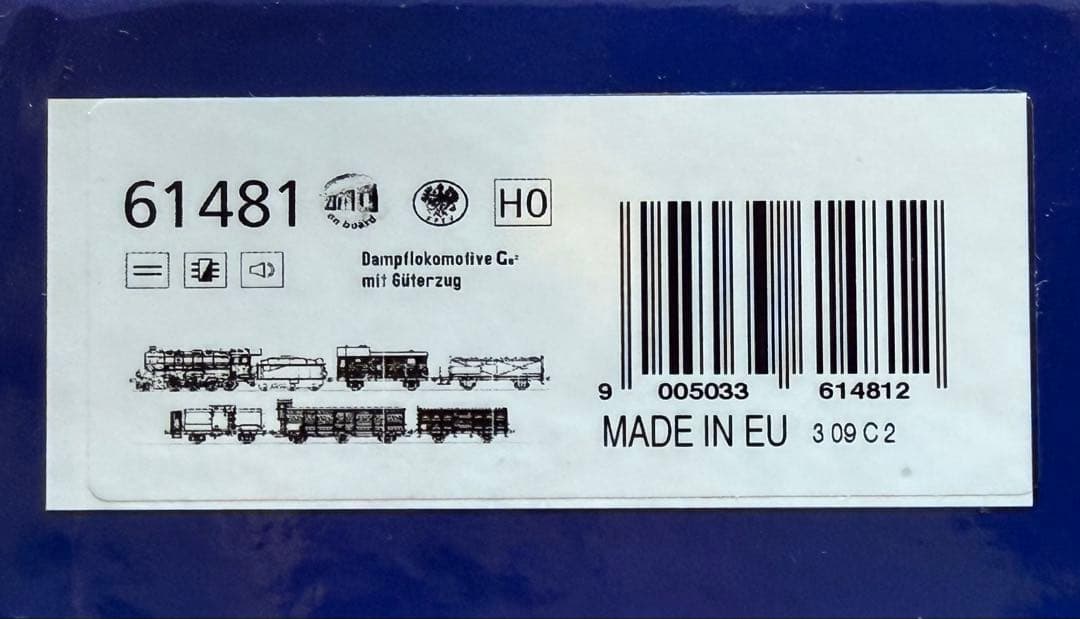 61481
on board
H0
Dampflokomotive G₈²
mit Güterzug
9 005033 614812
MADE IN EU 3 09 C 2